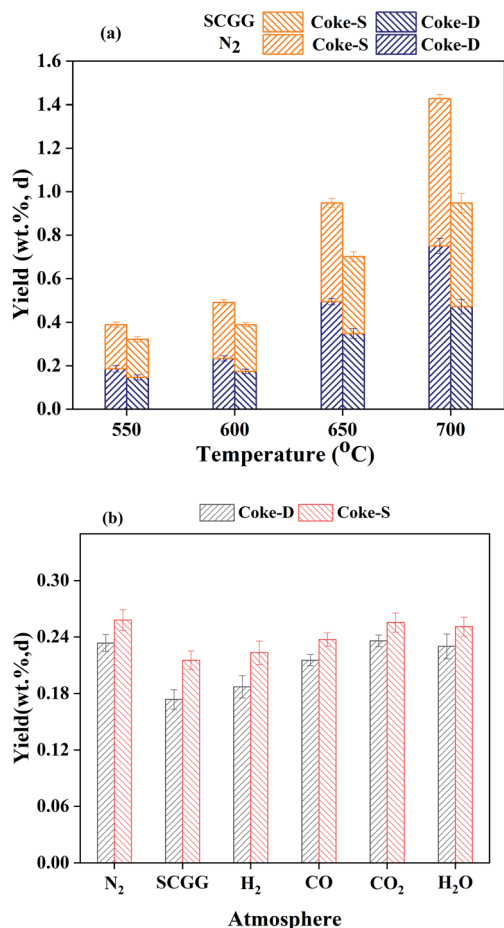 (a)
SCGG Coke-S Coke-D
N2 Coke-S Coke-D
Yield (wt.%, d)
1.6
1.4
1.2
1.0
0.8
0.6
0.4
0.2
0.0
550 600 650 700
Temperature (°C)
(b)
Coke-D Coke-S
Yield(wt.%,d)
0.30
0.24
0.18
0.12
0.06
0.00
N2 SCGG H2 CO CO2 H2O
Atmosphere